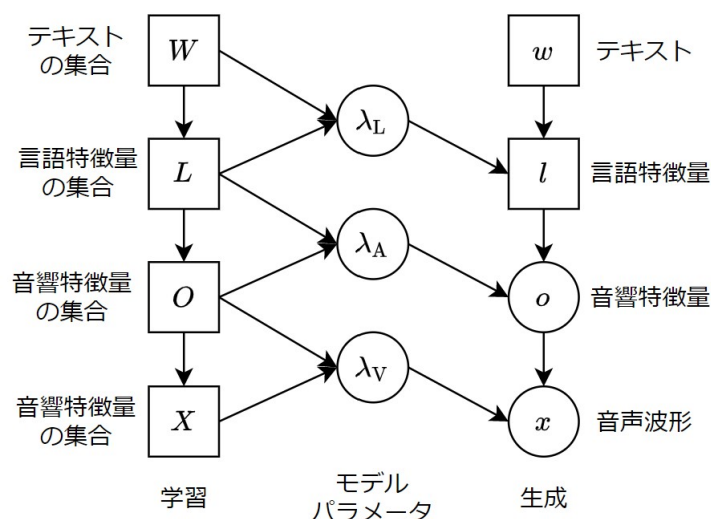 テキスト
の集合
W
w
テキスト
λL
言語特徴量
の集合
L
l
言語特徴量
λA
音響特徴量
の集合
O
o
音響特徴量
λV
音響特徴量
の集合
X
x
音声波形
学習
モデル
パラメータ
生成